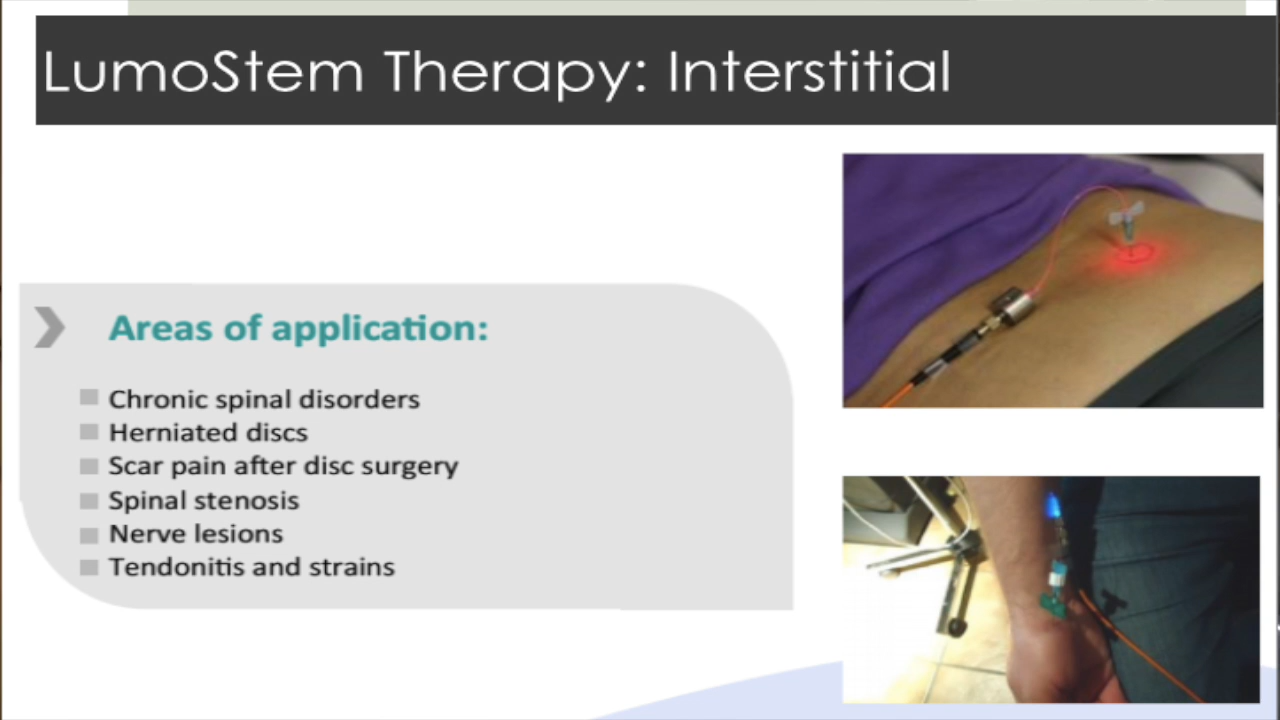 LumoStem Therapy: Interstitial
Areas of application:
Chronic spinal disorders
Herniated discs
Scar pain after disc surgery
Spinal stenosis
Nerve lesions
Tendonitis and strains